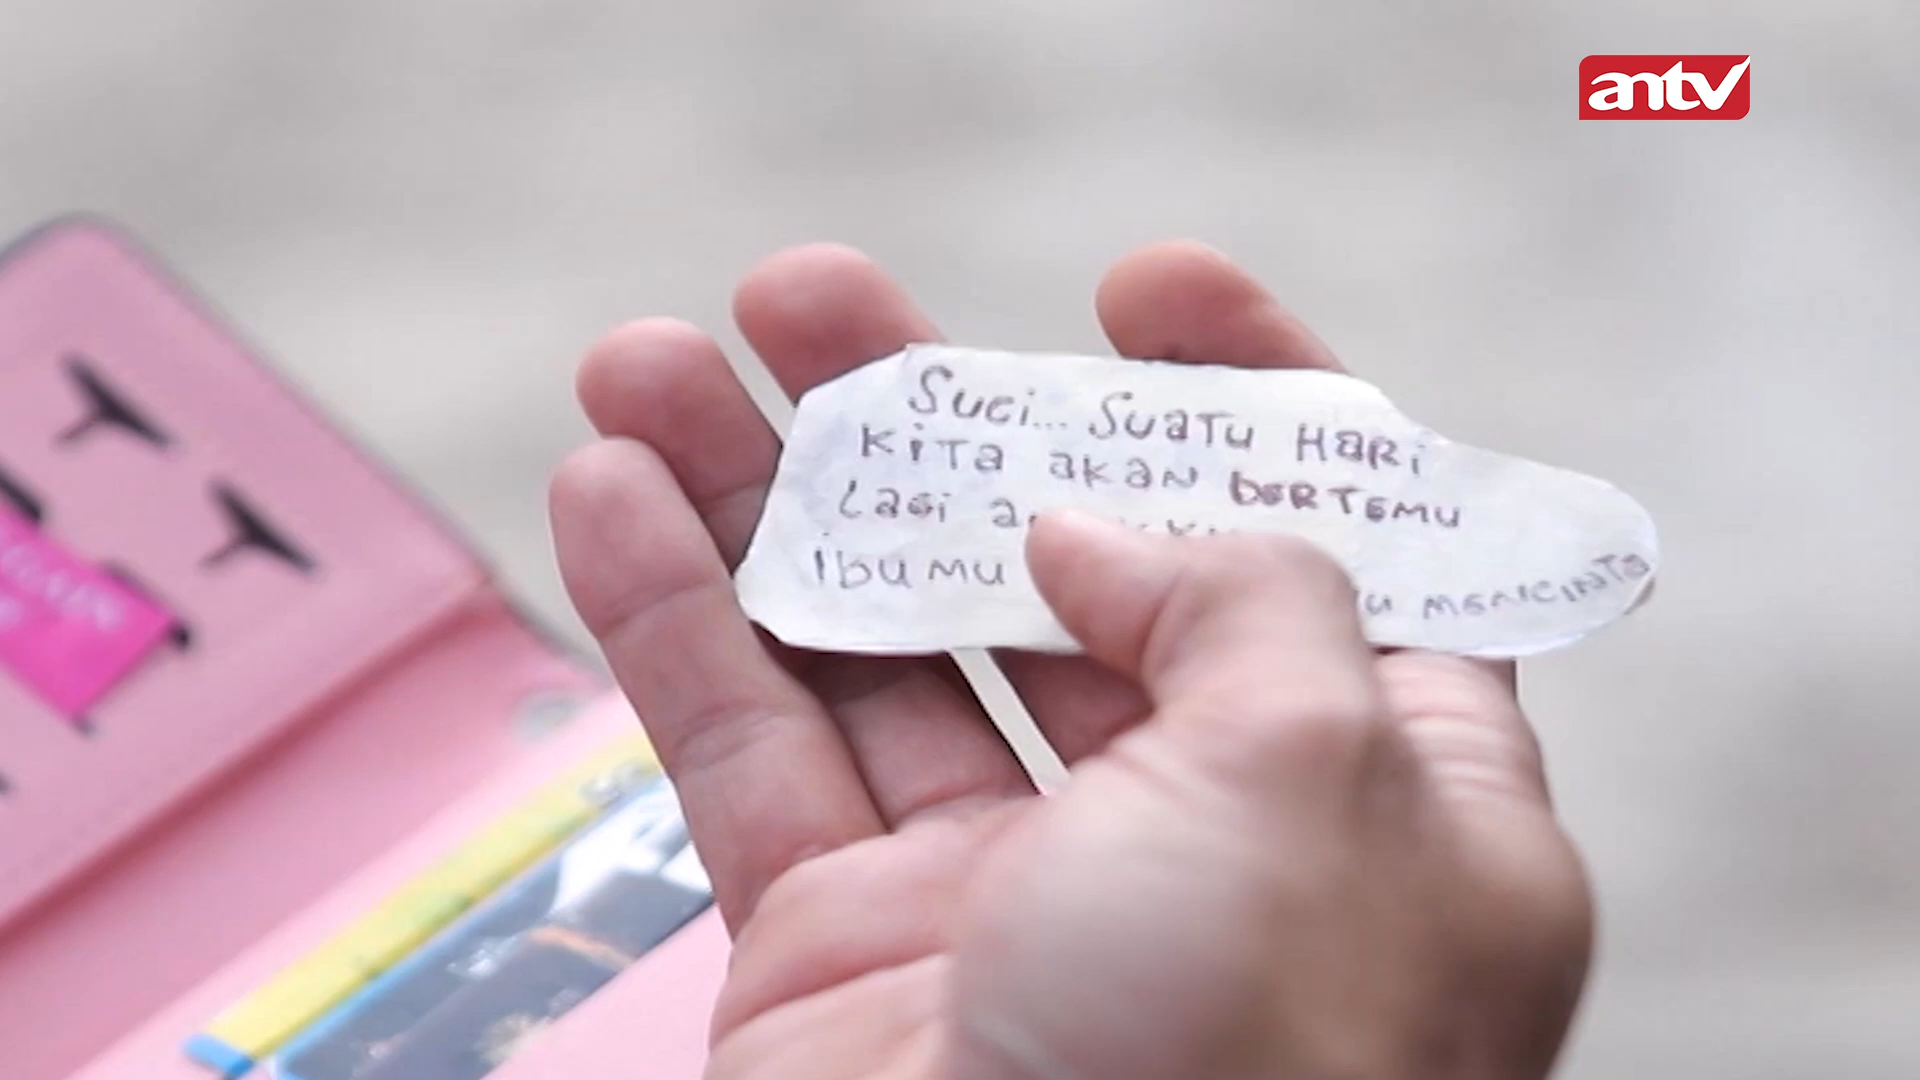 antv
Suci... Suatu Hari
Kita akan bertemu
Lagi
ibumu mencinta